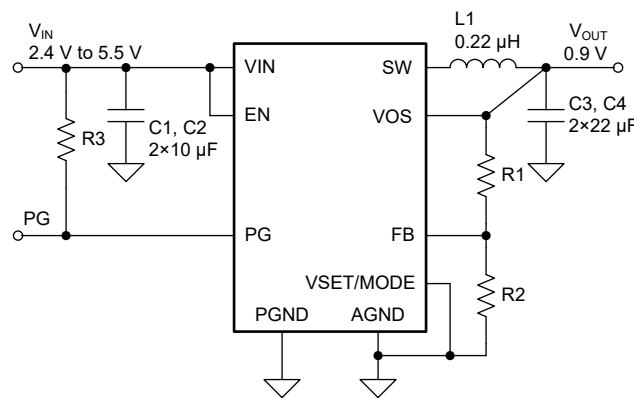 VIN
2.4 V to 5.5 V
L1
0.22 µH
VOUT
0.9 V
VIN
SW
EN
VOS
C1, C2
2×10 µF
C3, C4
2×22 µF
R3
R1
PG
PG
FB
VSET/MODE
R2
PGND
AGND